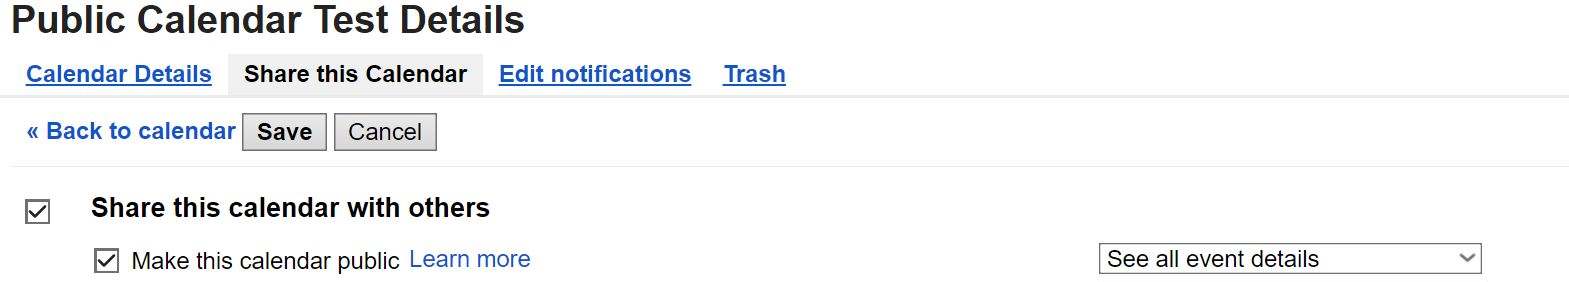 Public Calendar Test Details
Calendar Details Share this Calendar Edit notifications Trash
« Back to calendar Save Cancel
Share this calendar with others
Make this calendar public Learn more See all event details